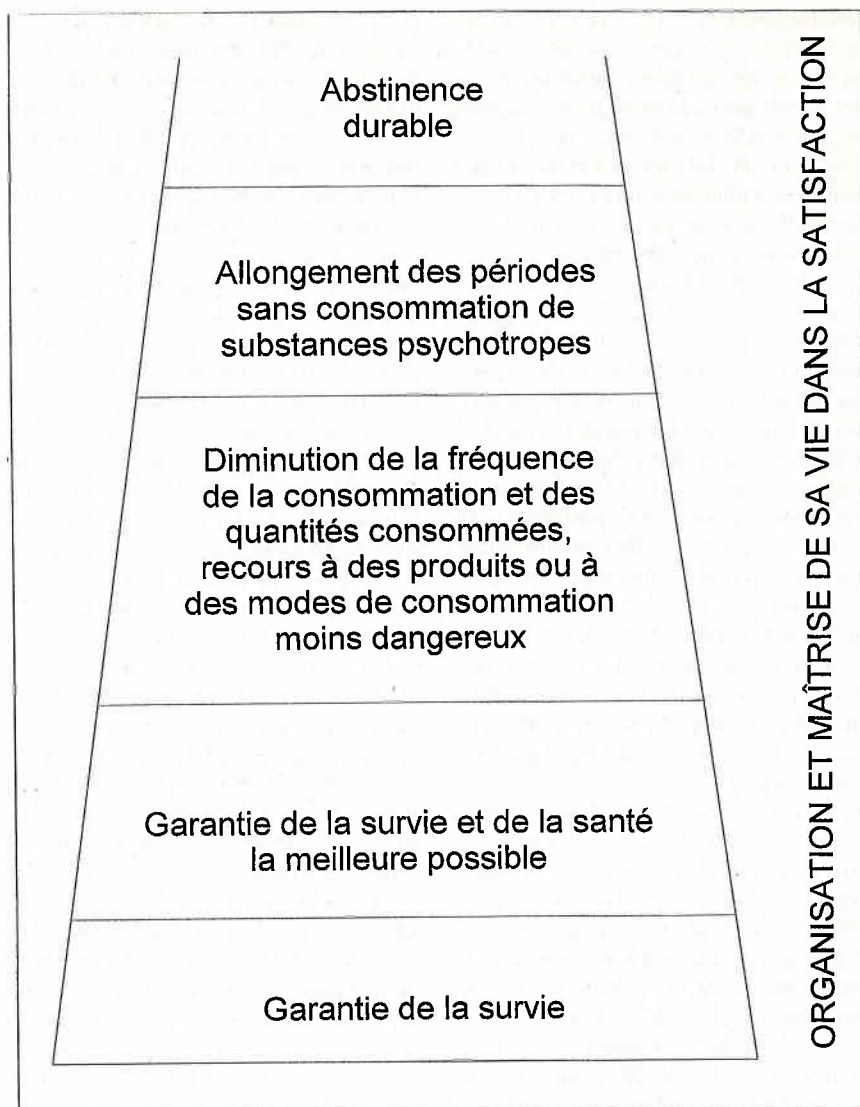 Abstinence
durable
Allongement des périodes
sans consommation de
substances psychotropes
Diminution de la fréquence
de la consommation et des
quantités consommées,
recours à des produits ou à
des modes de consommation
moins dangereux
Garantie de la survie et de la santé
la meilleure possible
Garantie de la survie
ORGANISATION ET MAÎTRISE DE SA VIE DANS LA SATISFACTION